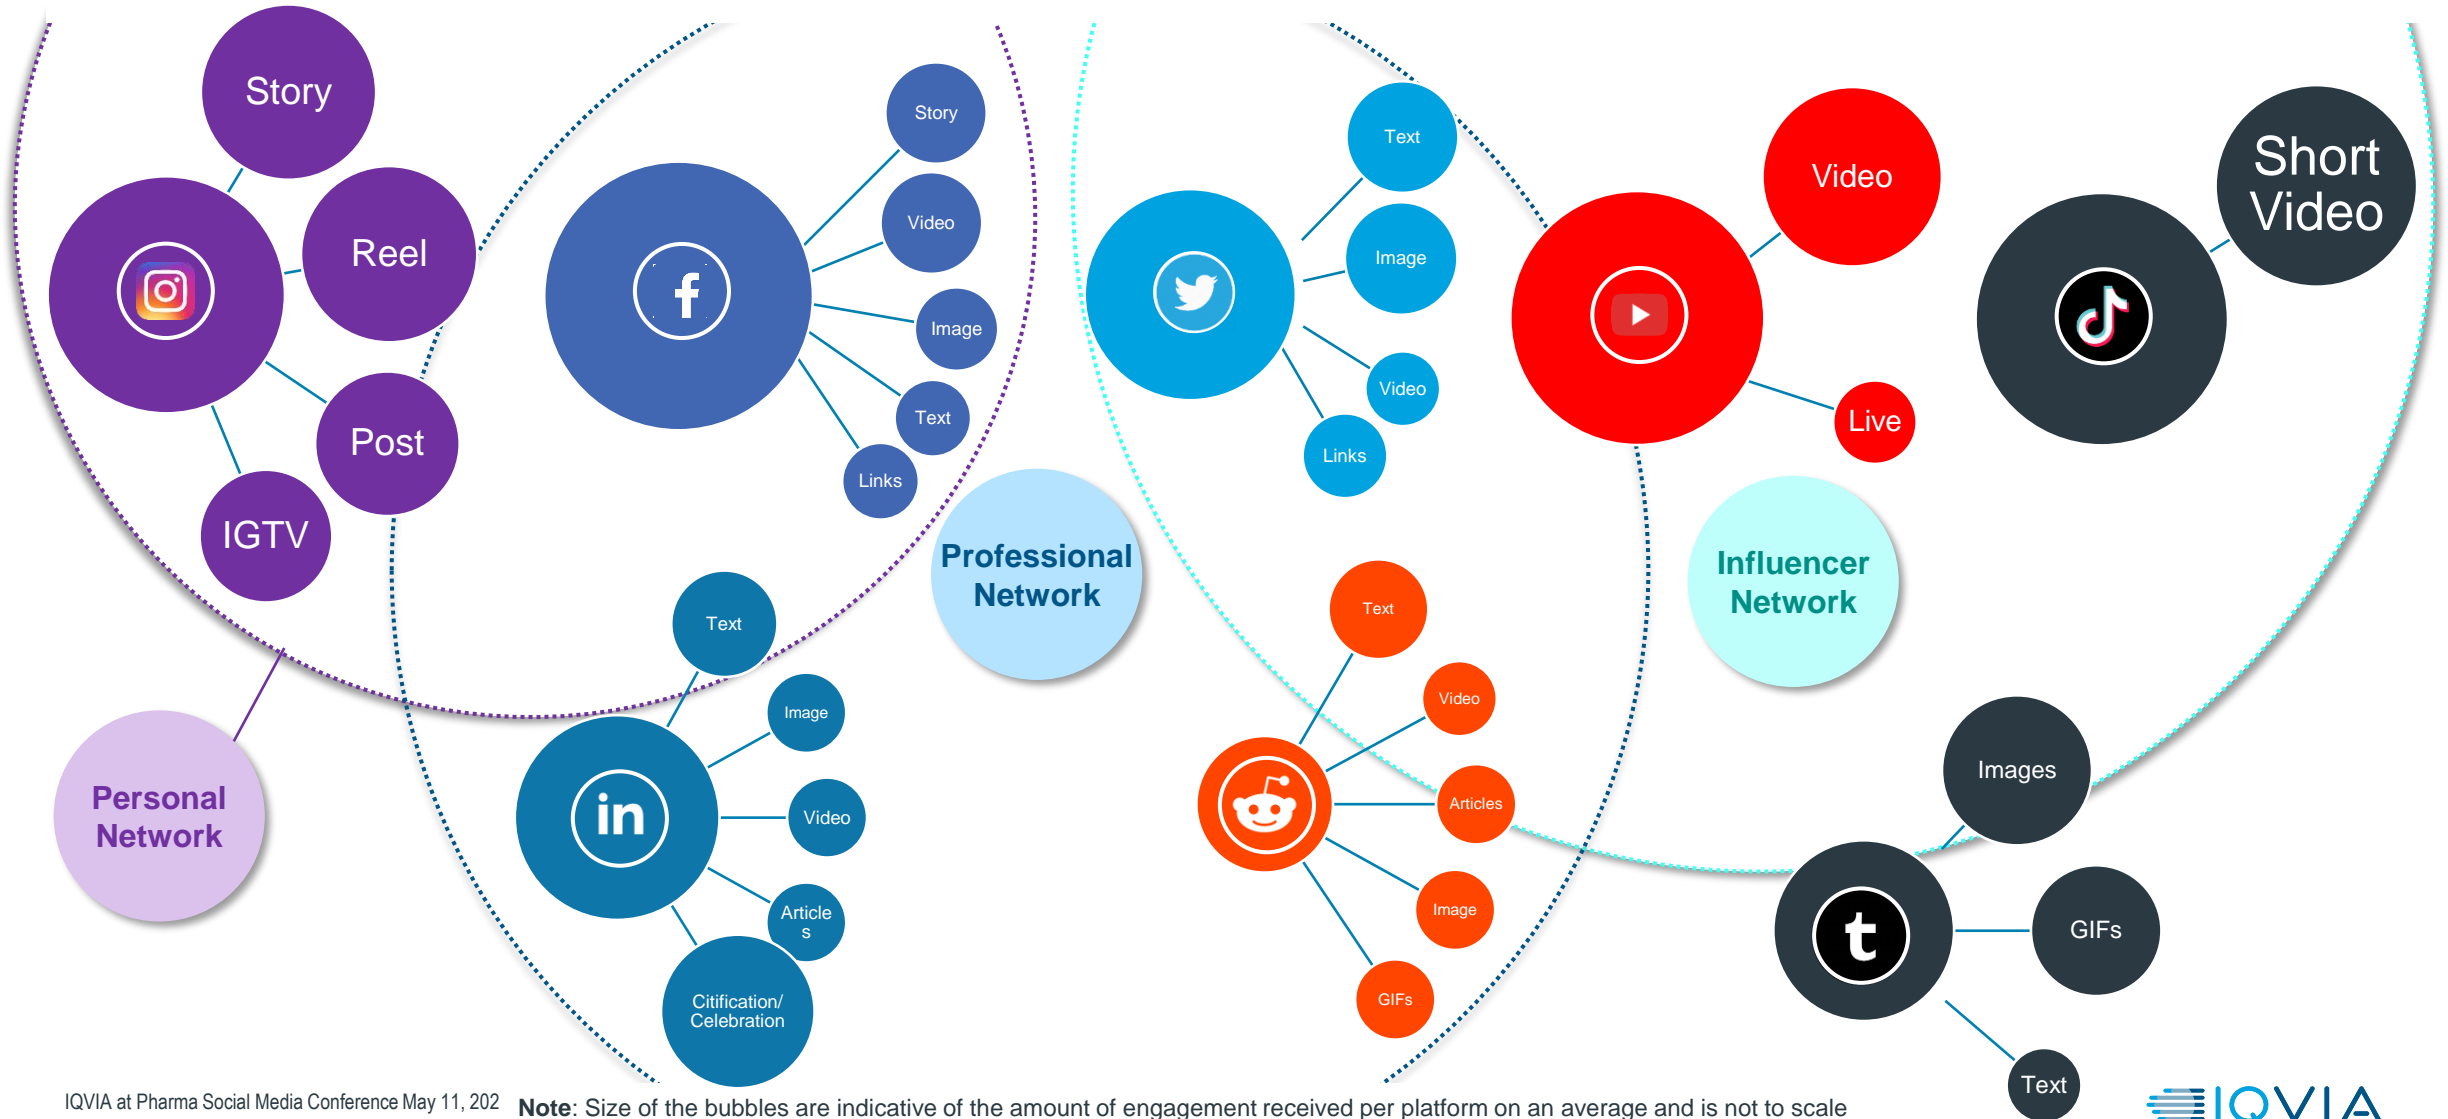 Story
Reel
Post
IGTV
Story
Video
Image
Text
Links
Text
Image
Video
Links
Video
Live
Short
Video
Professional
Network
Influencer
Network
Personal
Network
Text
Image
Video
Article
s
Citification/
Celebration
in
Text
Video
Articles
Image
GIFs
Images
GIFs
Text
t
f
IQVIA at Pharma Social Media Conference May 11, 202
Note: Size of the bubbles are indicative of the amount of engagement received per platform on an average and is not to scale
IQVIA